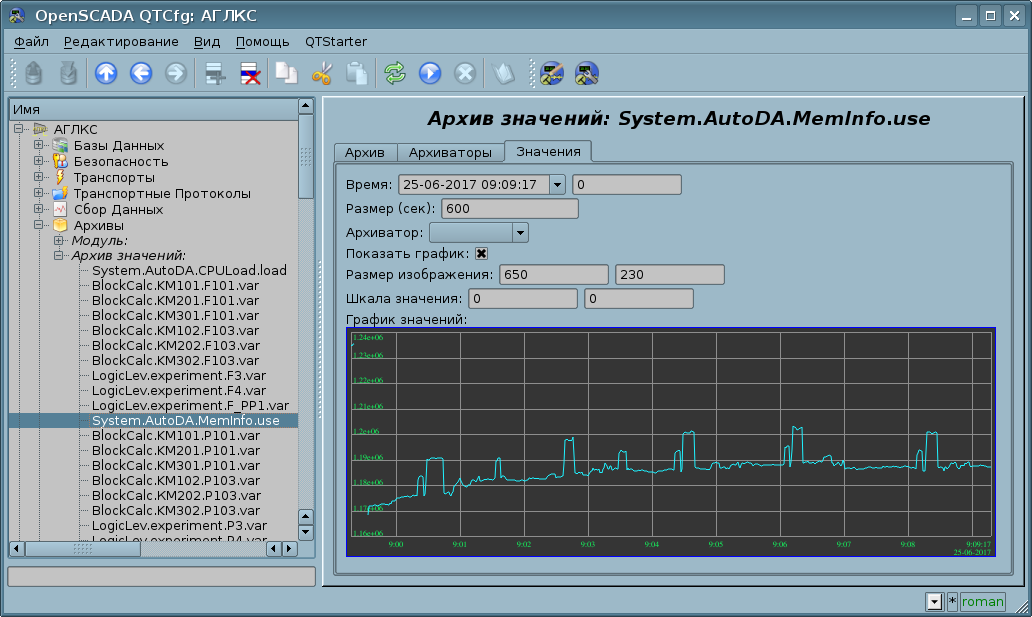 OpenSCADA QTCfg: АГЛКС
Файл Редактирование Вид Помощь QTStarter
Имя
АГЛКС
Базы Данных
Безопасность
Транспорты
Транспортные Протоколы
Сбор Данных
Архивы
Модуль:
Архив значений:
System.AutoDA.CPULoad.load
BlockCalc.KM101.F101.var
BlockCalc.KM201.F101.var
BlockCalc.KM301.F101.var
BlockCalc.KM102.F103.var
BlockCalc.KM202.F103.var
BlockCalc.KM302.F103.var
LogicLev.experiment.F3.var
LogicLev.experiment.F4.var
LogicLev.experiment.F_PP1.var
System.AutoDA.MemInfo.use
BlockCalc.KM101.P101.var
BlockCalc.KM201.P101.var
BlockCalc.KM301.P101.var
BlockCalc.KM102.P103.var
BlockCalc.KM202.P103.var
BlockCalc.KM302.P103.var
LogicLev.experiment.P3.var
LogicLev.experiment.P4.var
Архив значений: System.AutoDA.MemInfo.use
Архив Архиваторы Значения
Время: 25-06-2017 09:09:17 0
Размер (сек): 600
Архиватор:
Показать график:
Размер изображения: 650 230
Шкала значения: 0 0
График значений:
1.24e+06
1.23e+06
1.22e+06
1.21e+06
1.2e+06
1.19e+06
1.18e+06
1.17e+06
1.16e+06
9:00 9:01 9:02 9:03 9:04 9:05 9:06 9:07 9:08 9:09:17
25-06-2017
* roman